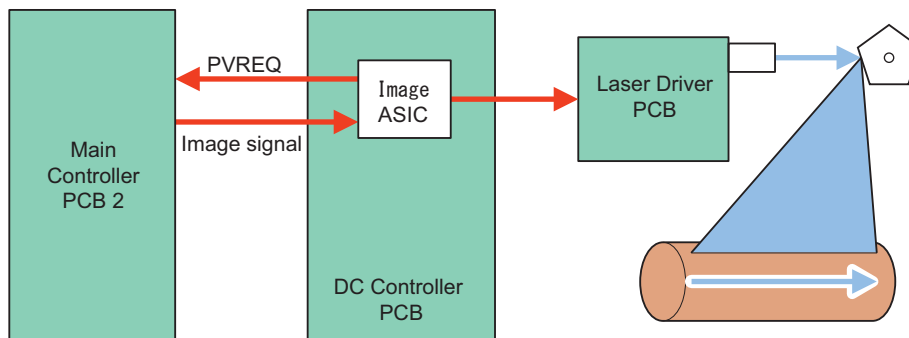 PVREQ
Image signal
Main
Controller
PCB 2
Image
ASIC
DC Controller
PCB
Laser Driver
PCB